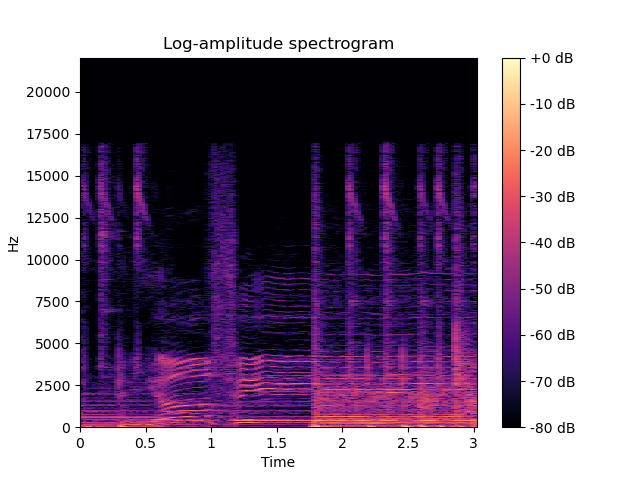 Log-amplitude spectrogram
Hz
20000
17500
15000
12500
10000
7500
5000
2500
0
0 0.5 1 1.5 2 2.5 3
Time
+0 dB
-10 dB
-20 dB
-30 dB
-40 dB
-50 dB
-60 dB
-70 dB
-80 dB